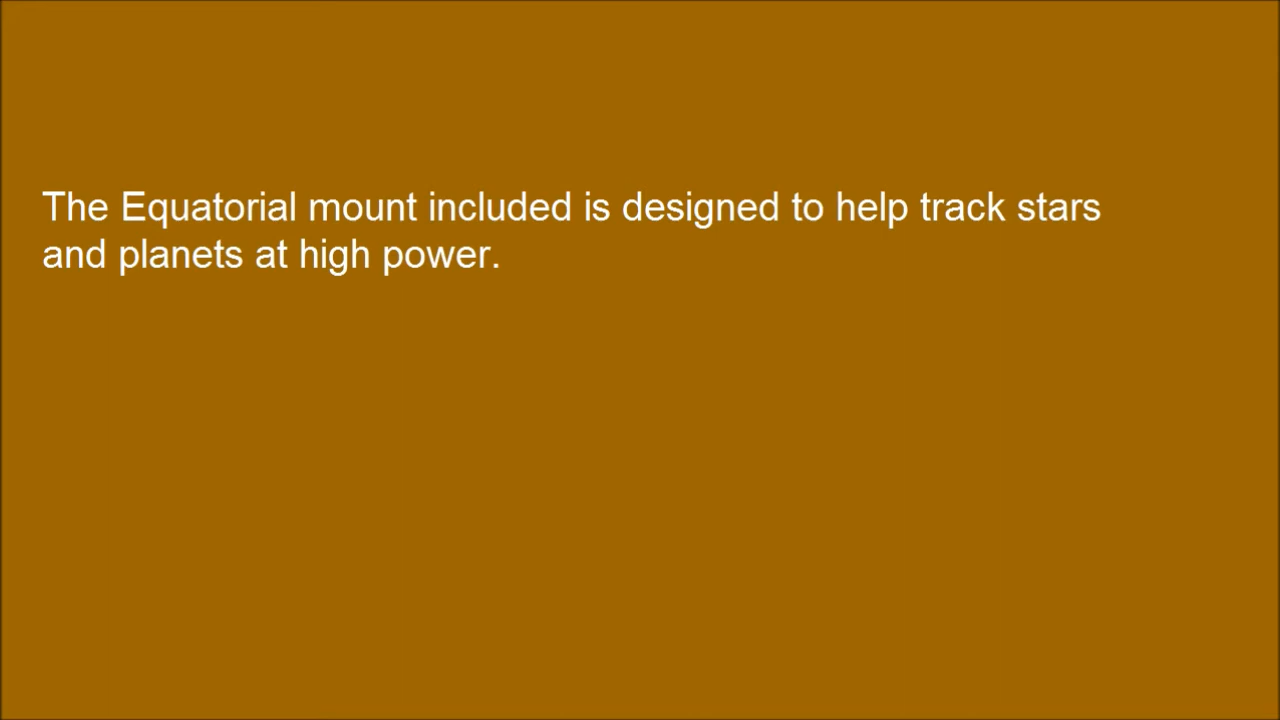 The Equatorial mount included is designed to help track stars
and planets at high power.